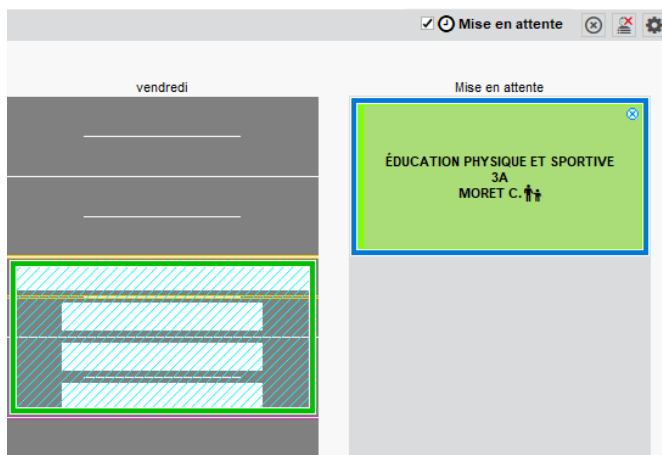 Mise en attente
vendredi
Mise en attente
ÉDUCATION PHYSIQUE ET SPORTIVE
3A
MORET C.